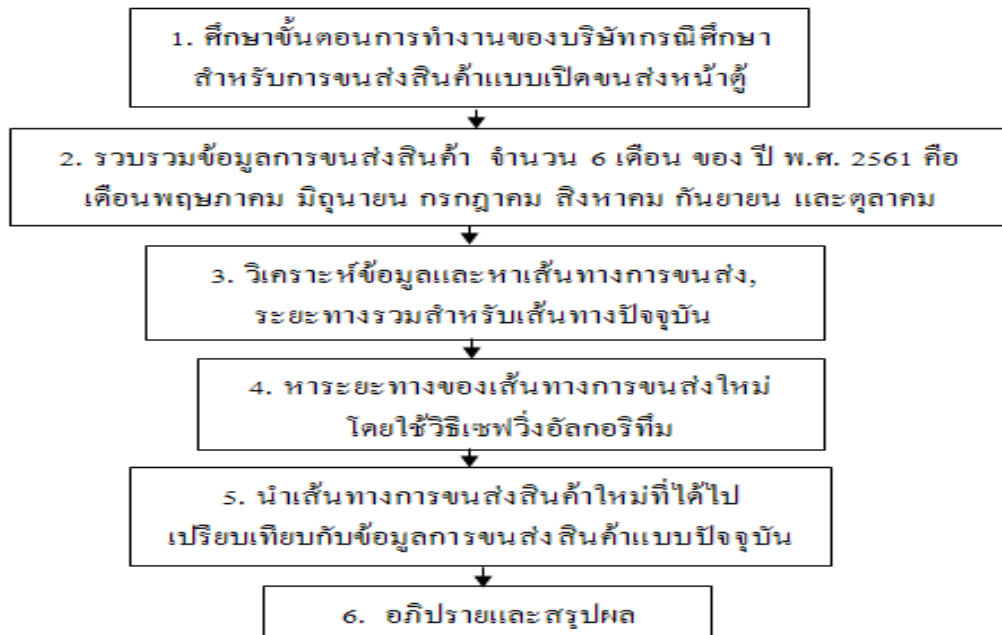 1. ศึกษาขั้นตอนการทำงานของบริษัทกรณีศึกษา
สำหรับการขนส่งสินค้าแบบเปิดขนส่งหน้าตู้
2. รวบรวมข้อมูลการขนส่งสินค้า จำนวน 6 เดือน ของ ปี พ.ศ. 2561 คือ
เดือนพฤษภาคม มิถุนายน กรกฎาคม สิงหาคม กันยายน และตุลาคม
3. วิเคราะห์ข้อมูลและหาเส้นทางการขนส่ง,
ระยะทางรวมสำหรับเส้นทางปัจจุบัน
4. หาระยะทางของเส้นทางการขนส่งใหม่
โดยใช้วิธีเซฟวิ่งอัลกอริทึม
5. นำเส้นทางการขนส่งสินค้าใหม่ที่ได้ไป
เปรียบเทียบกับข้อมูลการขนส่งสินค้าแบบปัจจุบัน
6. อภิปรายและสรุปผล